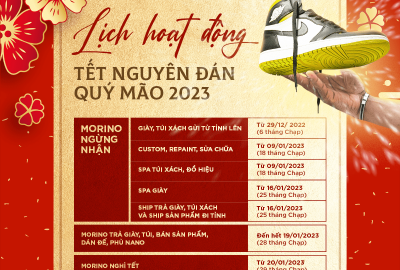 Lịch hoạt động
TẾT NGUYÊN ĐÁN
QUÝ MÃO 2023
MORINO
NGỪNG
NHẬN
GIÀY, TÚI XÁCH GỬI TỪ TỈNH LÊN
Từ 29/12/ 2022
(6 tháng Chạp)
CUSTOM, REPAINT, SỬA CHỮA
Từ 09/01/2023
(18 tháng Chạp)
SPA TÚI XÁCH, ĐỒ HIỆU
Từ 09/01/2023
(18 tháng Chạp)
SPA GIÀY
Từ 16/01/2023
(25 tháng Chạp)
SHIP TRẢ GIÀY, TÚI XÁCH
VÀ SHIP SẢN PHẨM ĐI TỈNH
Từ 16/01/2023
(25 tháng Chạp)
MORINO TRẢ GIÀY, TÚI, BÁN SẢN PHẨM,
DÁN ĐẾ, PHỦ NANO
Đến hết 19/01/2023
(28 tháng Chạp)
MORINO NGHỈ TẾT
Từ 20/01/2023
(29 tháng Chạp)